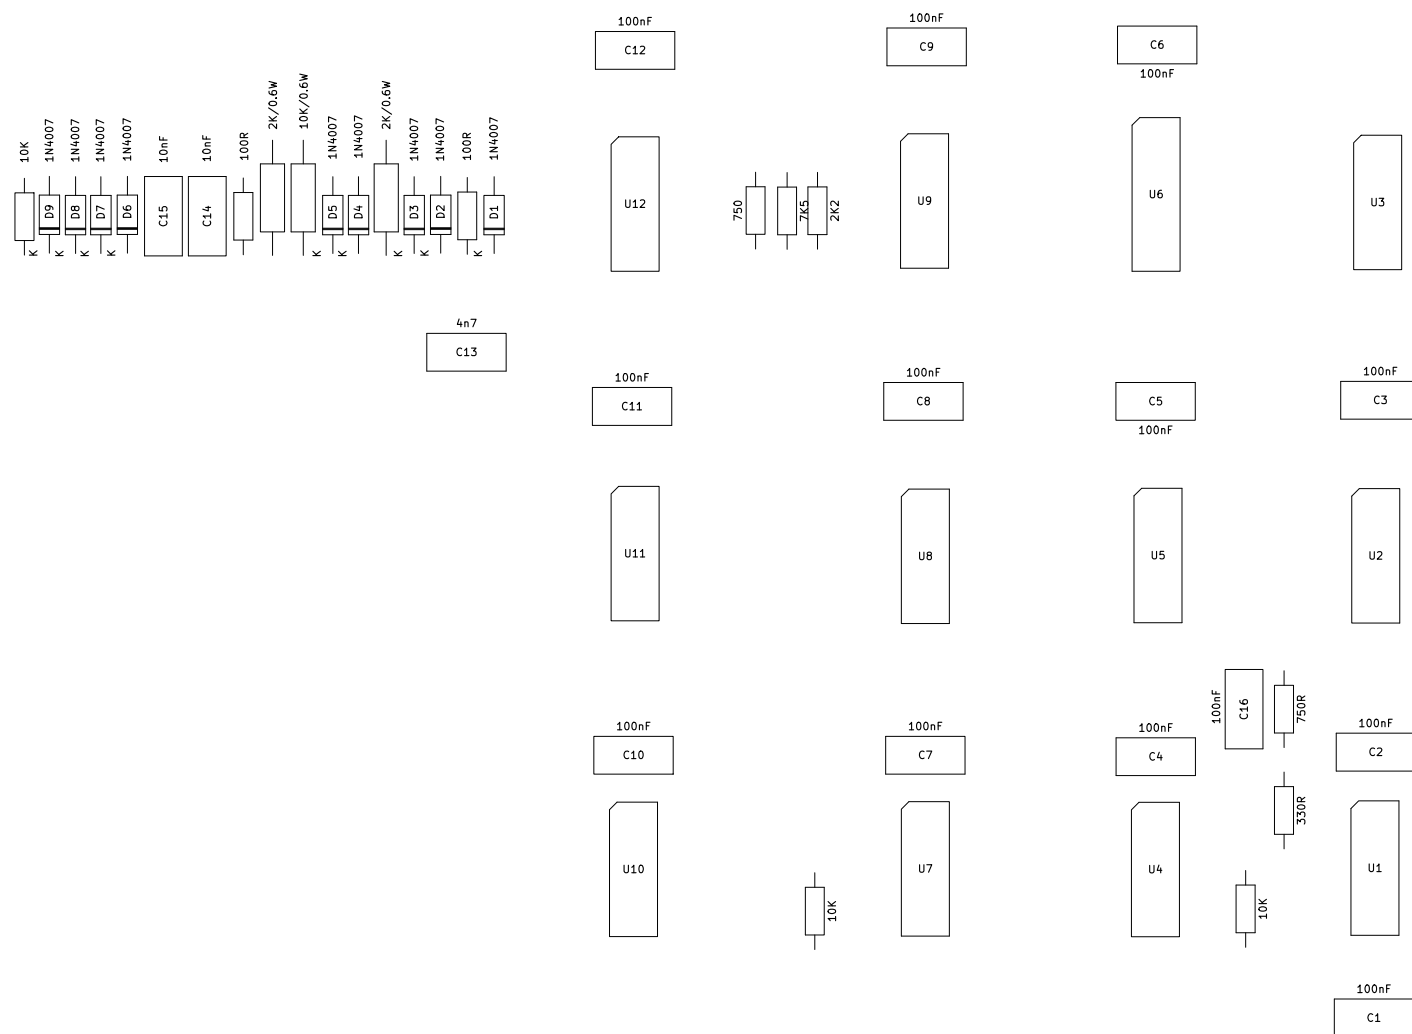 100nF
C12
100nF
C9
C6
100nF
10K
1N4007
1N4007
1N4007
1N4007
10nF
10nF
100R
2K/0.6W
10K/0.6W
1N4007
1N4007
2K/0.6W
1N4007
1N4007
100R
1N4007
D9
D8
D7
D6
C15
C14
D5
D4
D3
D2
D1
K
K
K
K
K
K
K
K
K
U12
750
7K5
2K2
U9
U6
U3
4n7
C13
100nF
C11
100nF
C8
C5
100nF
100nF
C3
U11
U8
U5
U2
100nF
C16
750R
100nF
C10
100nF
C7
100nF
C4
100nF
C2
330R
U10
10K
U7
U4
10K
U1
100nF
C1